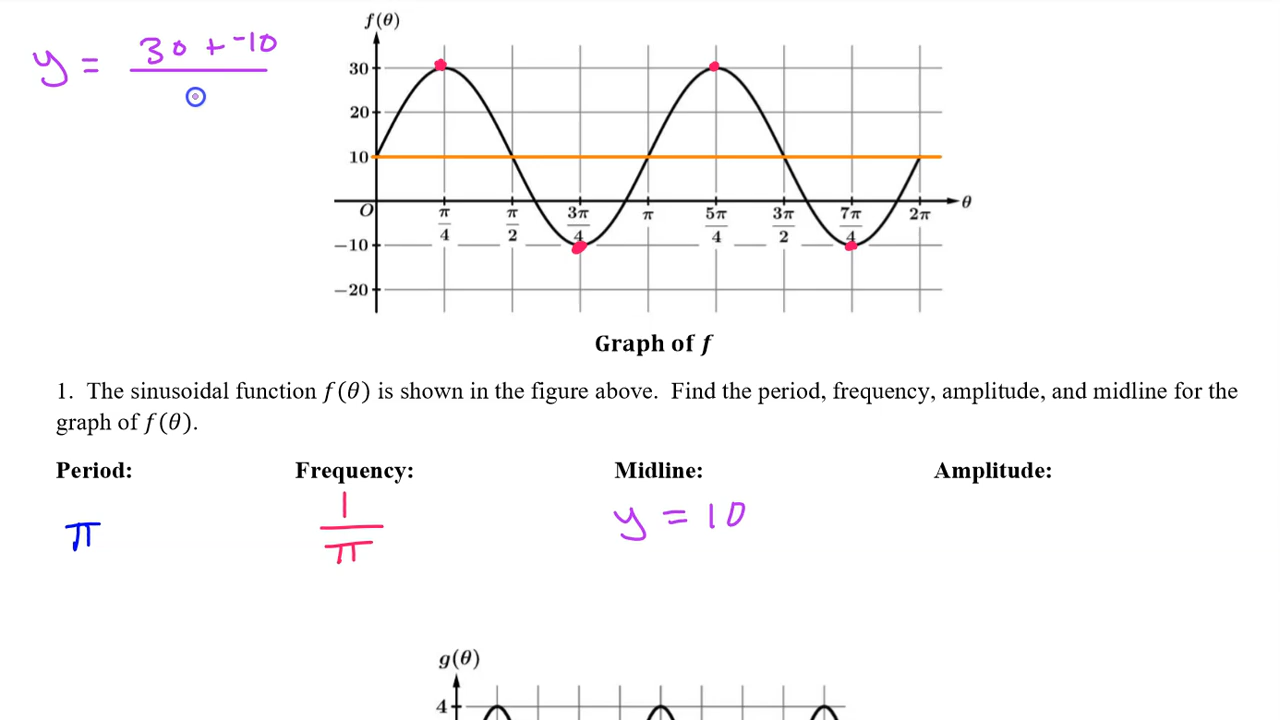 f(θ)
y = 30 + -10
30
20
10
O π/4 π/2 3π/4 π 5π/4 3π/2 7π/4 2π θ
−10
−20
Graph of f
1. The sinusoidal function f(θ) is shown in the figure above. Find the period, frequency, amplitude, and midline for the
graph of f(θ).
Period: Frequency: Midline: Amplitude:
π 1/π y = 10
g(θ)
4